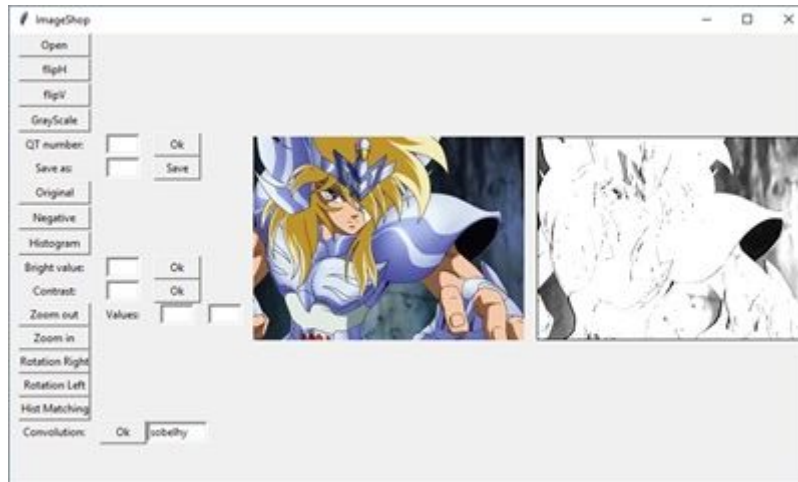 ImageShop
Open
flipH
flipV
GrayScale
QT number: Ok
Save as: Save
Original
Negative
Histogram
Bright value: Ok
Contrast: Ok
Zoom out Values:
Zoom in
Rotation Right
Rotation Left
Hist Matching
Convolution: Ok sobelhy